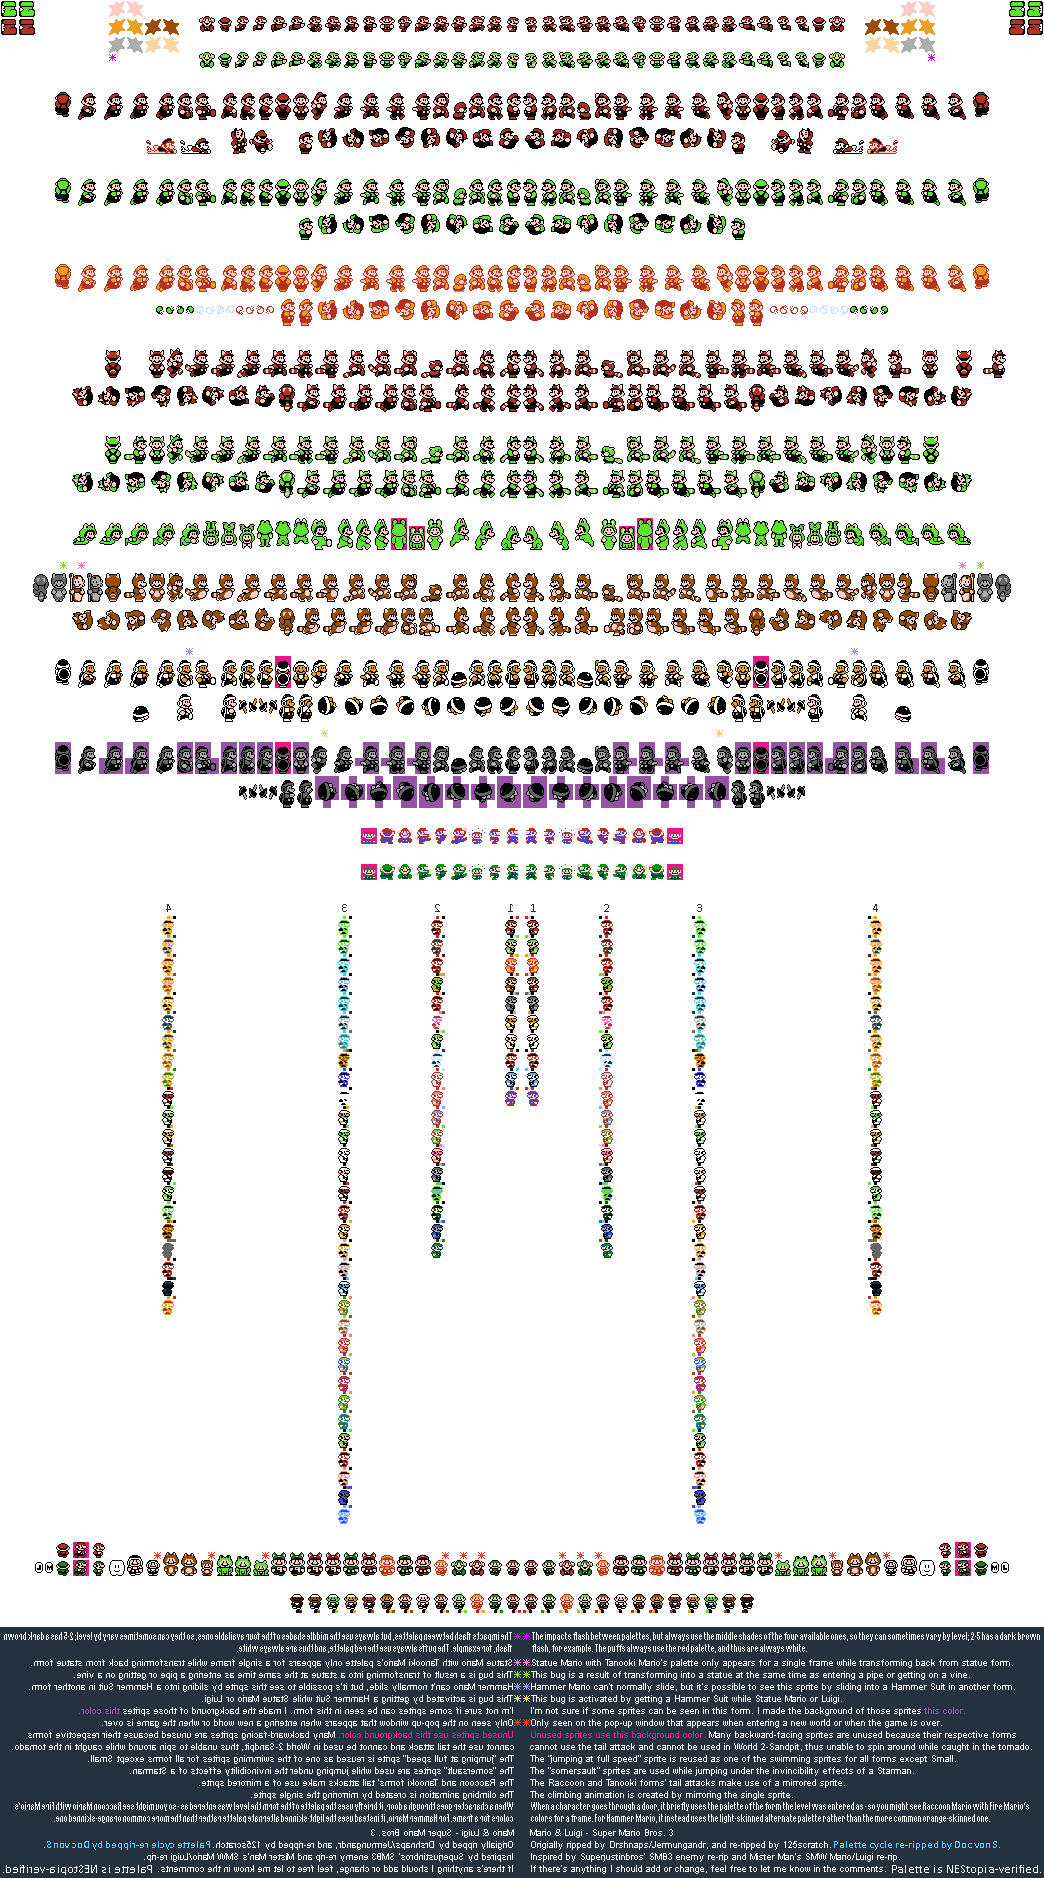 4 3 2 1 1 2 3 4
J M M L
The impacts flash between palettes, but always use the middle shades of the four available ones, so they can sometimes vary by level; 2-5 has a dark brown
flash, for example. The puffs always use the red palette, and thus are always white.
Statue Mario with Tanooki Mario's palette only appears for a single frame while transforming back from statue form.
This bug is a result of transforming into a statue at the same time as entering a pipe or getting on a vine.
Hammer Mario can't normally slide, but it's possible to see this sprite by sliding into a Hammer Suit in another form.
This bug is activated by getting a Hammer Suit while Statue Mario or Luigi.
I'm not sure if some sprites can be seen in this form. I made the background of those sprites this color.
Only seen on the pop-up window that appears when entering a new world or when the game is over.
Unused sprites use this background color. Many backward-facing sprites are unused because their respective forms
cannot use the tail attack and cannot be used in World 2-Sandpit, thus unable to spin around while caught in the tornado.
The "jumping at full speed" sprite is reused as one of the swimming sprites for all forms except Small.
The "somersault" sprites are used while jumping under the invincibility effects of a Starman.
The Raccoon and Tanooki forms' tail attacks make use of a mirrored sprite.
The climbing animation is created by mirroring the single sprite.
When a character goes through a door, it briefly uses the palette of the form the level was entered as - so you might see Raccoon Mario with Fire Mario's
colors for a frame. For Hammer Mario, it instead uses the light-skinned alternate palette rather than the more common orange-skinned one.
Mario & Luigi - Super Mario Bros. 3
Originally ripped by Drshnaps/Jermungandr, and re-ripped by 125scratch. Palette cycle re-ripped by DaavanS.
Inspired by Superjustinbros' SMB3 enemy re-rip and Mister Man's SMW Mario/Luigi re-rip.
If there's anything I should add or change, feel free to let me know in the comments. Palette is NEStopia-verified.